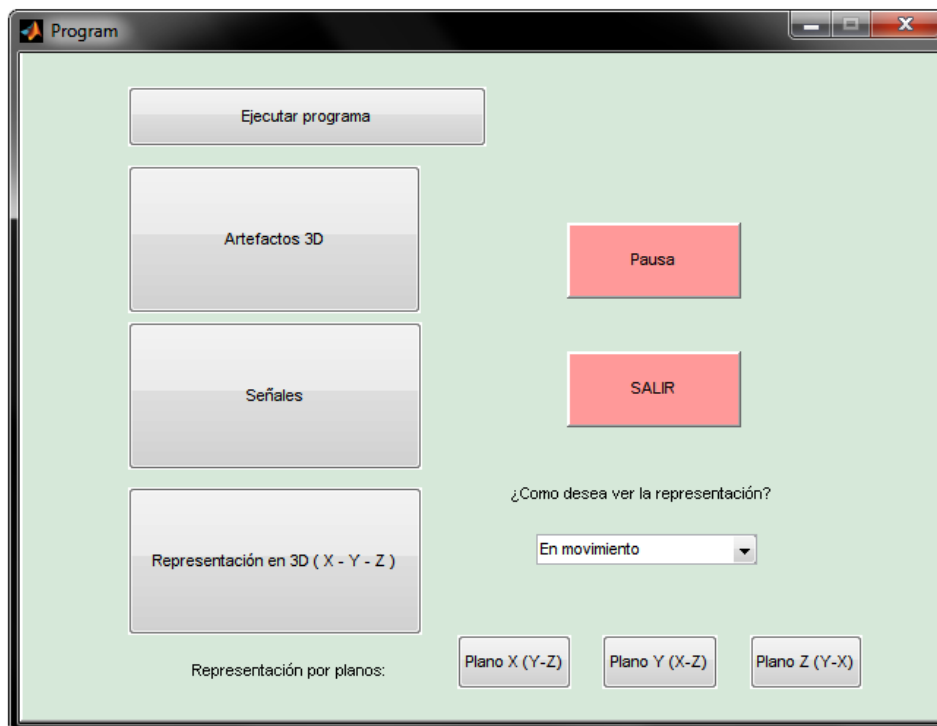 Program
Ejecutar programa
Artefactos 3D
Pausa
Señales
SALIR
¿Como desea ver la representación?
En movimiento
Representación en 3D ( X - Y - Z )
Representación por planos:
Plano X (Y-Z)
Plano Y (X-Z)
Plano Z (Y-X)